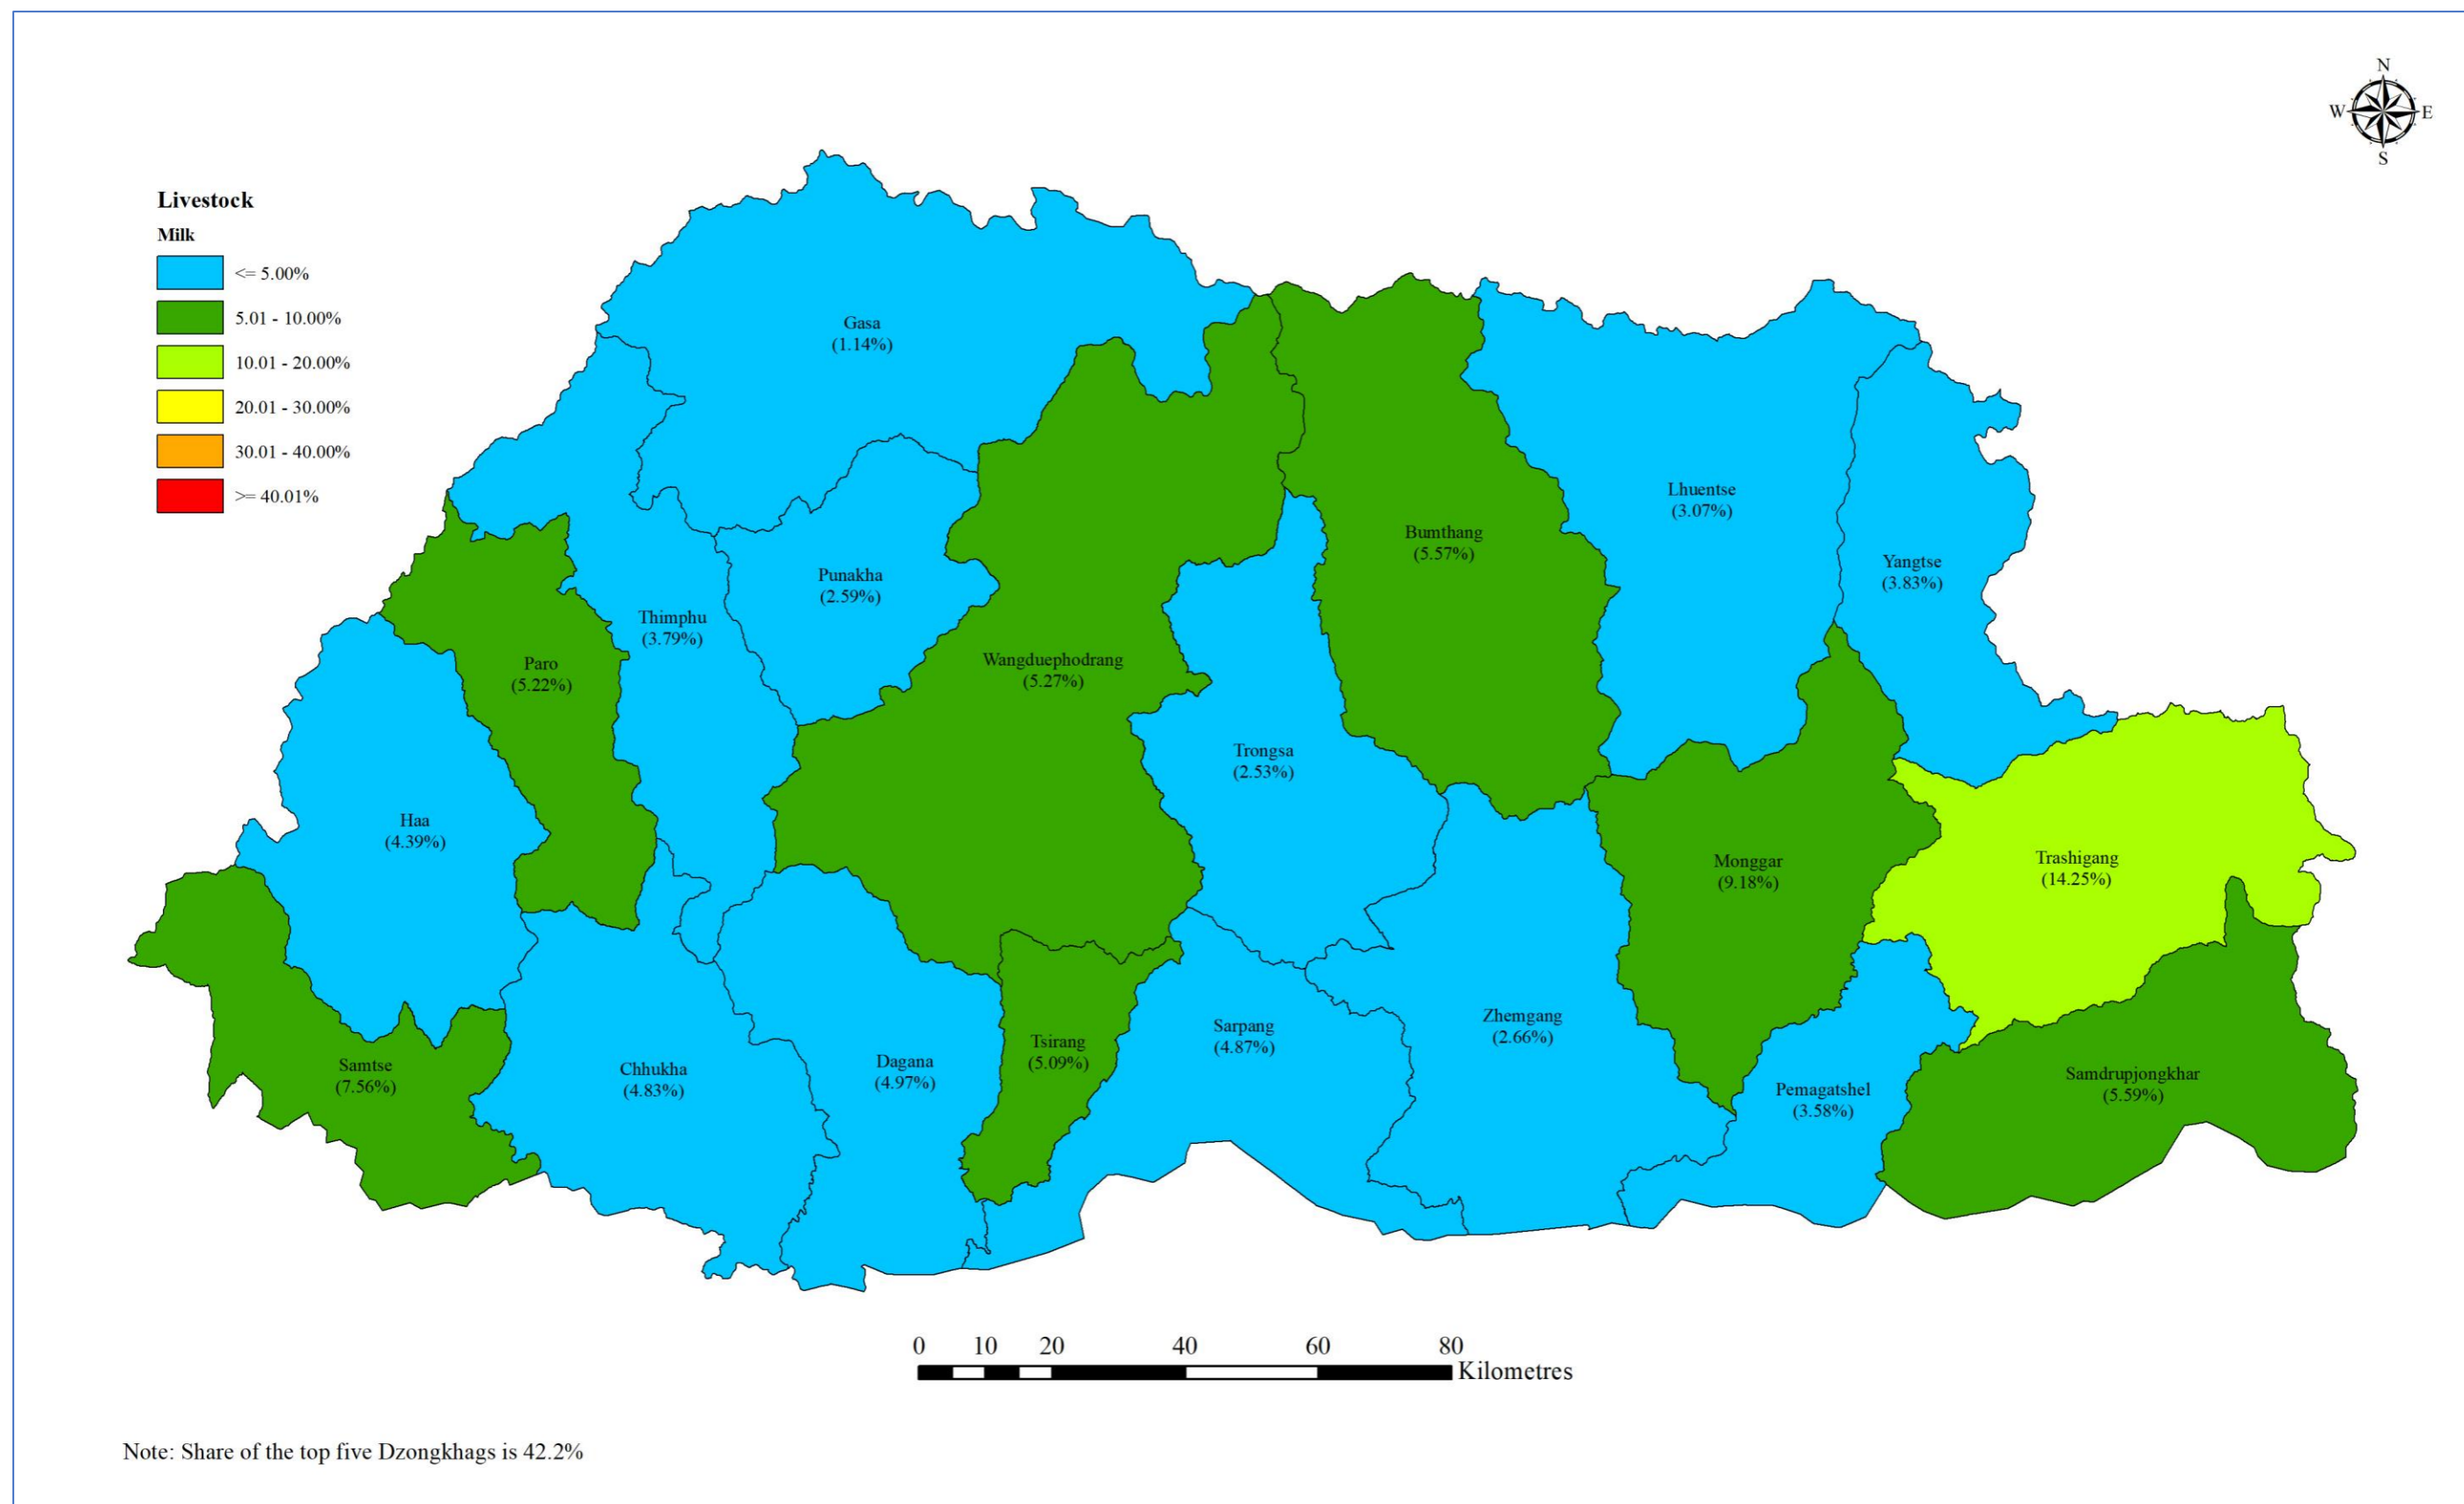 N
W
E
S
Livestock
Milk
<= 5.00%
5.01 - 10.00%
10.01 - 20.00%
20.01 - 30.00%
30.01 - 40.00%
>= 40.01%
Gasa
(1.14%)
Lhuentse
(3.07%)
Bumthang
(5.57%)
Yangtse
(3.83%)
Punakha
(2.59%)
Thimphu
(3.79%)
Paro
(5.22%)
Wangduephodrang
(5.27%)
Trongsa
(2.53%)
Haa
(4.39%)
Monggar
(9.18%)
Trashigang
(14.25%)
Samtse
(7.56%)
Chhukha
(4.83%)
Dagana
(4.97%)
Tsirang
(5.09%)
Sarpang
(4.87%)
Zhemgang
(2.66%)
Pemagatshel
(3.58%)
Samdrupjongkhar
(5.59%)
0 10 20 40 60 80
Kilometres
Note: Share of the top five Dzongkhags is 42.2%